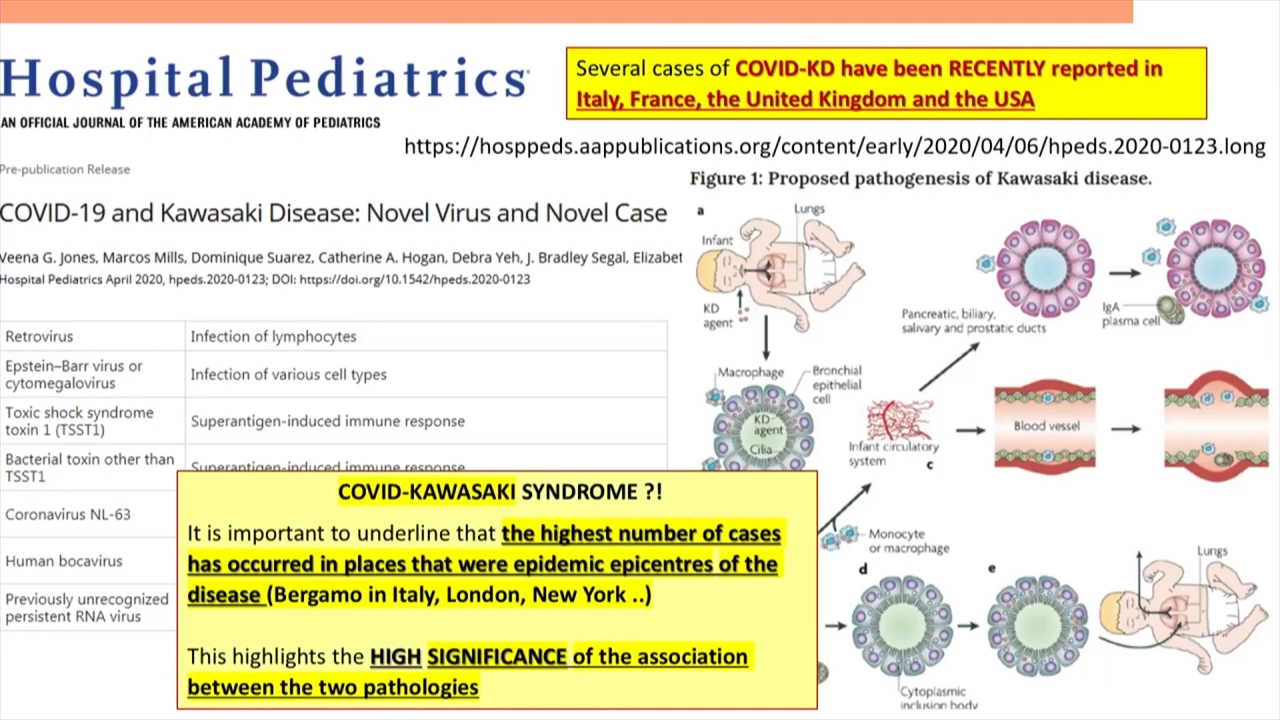 Hospital Pediatrics
AN OFFICIAL JOURNAL OF THE AMERICAN ACADEMY OF PEDIATRICS
Several cases of COVID-KD have been RECENTLY reported in
Italy, France, the United Kingdom and the USA
https://hosppeds.aappublications.org/content/early/2020/04/06/hpeds.2020-0123.long
Pre-publication Release
COVID-19 and Kawasaki Disease: Novel Virus and Novel Case
Veena G. Jones, Marcos Mills, Dominique Suarez, Catherine A. Hogan, Debra Yeh, J. Bradley Segal, Elizabet
Hospital Pediatrics April 2020, hpeds.2020-0123; DOI: https://doi.org/10.1542/hpeds.2020-0123
Retrovirus Infection of lymphocytes
Epstein–Barr virus or
cytomegalovirus
Infection of various cell types
Toxic shock syndrome
toxin 1 (TSST1)
Superantigen-induced immune response
Bacterial toxin other than
TSST1
Superantigen-induced immune response
Coronavirus NL-63
Human bocavirus
Previously unrecognized
persistent RNA virus
Figure 1: Proposed pathogenesis of Kawasaki disease.
a
Lungs
Infant
KD
agent
Macrophage
Bronchial
epithelial
cell
KD
agent
Cilia
Pancreatic, biliary,
salivary and prostatic ducts
IgA
plasma cell
Infant circulatory
system
c
Blood vessel
Monocyte
or macrophage
d
e
Lungs
Cytoplasmic
inclusion body
COVID-KAWASAKI SYNDROME ?!
It is important to underline that the highest number of cases
has occurred in places that were epidemic epicentres of the
disease (Bergamo in Italy, London, New York ..)
This highlights the HIGH SIGNIFICANCE of the association
between the two pathologies